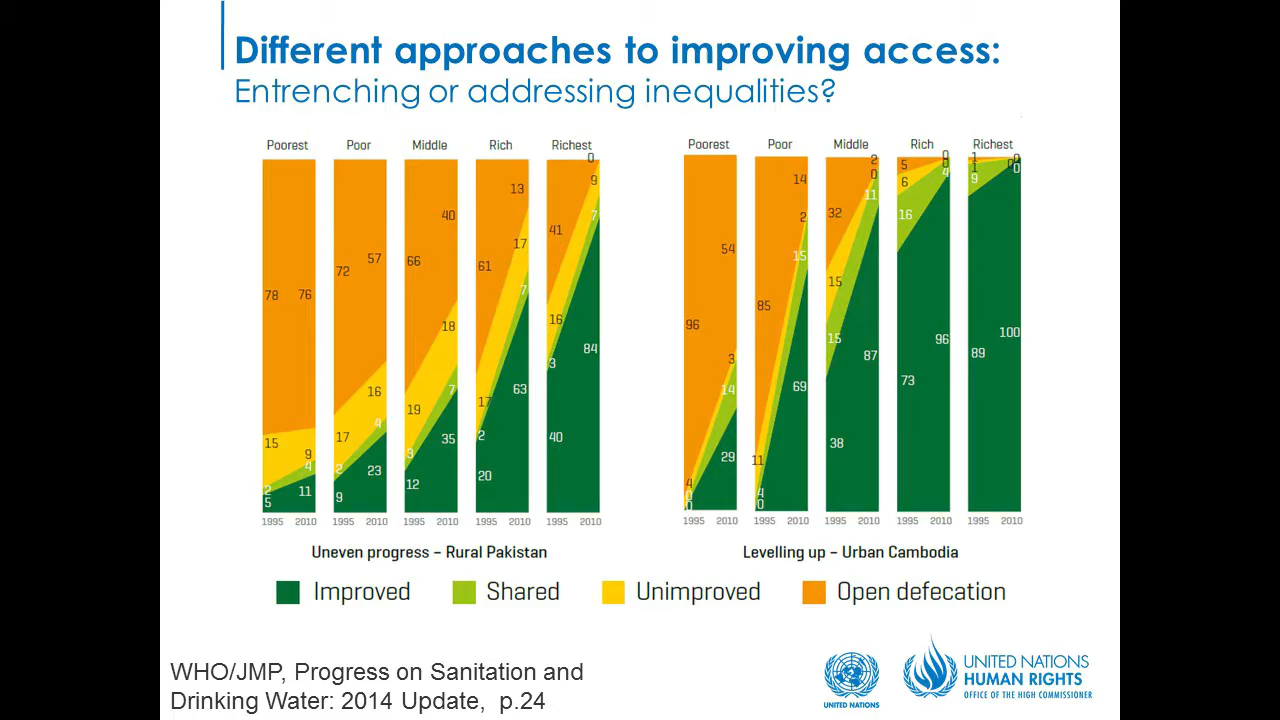 Different approaches to improving access:
Entrenching or addressing inequalities?
Poorest Poor Middle Rich Richest
78 76 15 9 2 4 5 11
72 57 17 16 2 4 9 23
66 40 19 18 3 7 12 35
61 13 17 17 2 7 20 63
41 0 16 9 3 7 40 84
1995 2010 1995 2010 1995 2010 1995 2010 1995 2010
Uneven progress – Rural Pakistan
Poorest Poor Middle Rich Richest
96 54 4 3 0 14 0 29
85 14 11 2 4 15 0 69
32 2 15 0 15 11 38 87
5 0 6 0 16 4 73 96
1 0 1 0 9 0 89 100
1995 2010 1995 2010 1995 2010 1995 2010 1995 2010
Levelling up – Urban Cambodia
Improved Shared Unimproved Open defecation
WHO/JMP, Progress on Sanitation and
Drinking Water: 2014 Update, p.24
UNITED NATIONS
UNITED NATIONS
HUMAN RIGHTS
OFFICE OF THE HIGH COMMISSIONER